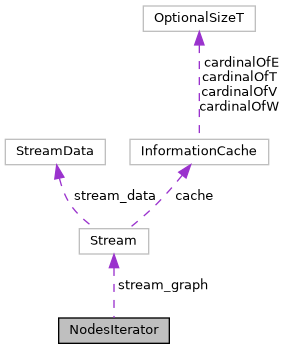 OptionalSizeT
cardinalOfE
cardinalOfT
cardinalOfV
cardinalOfW
StreamData
InformationCache
stream_data
cache
Stream
stream_graph
NodesIterator